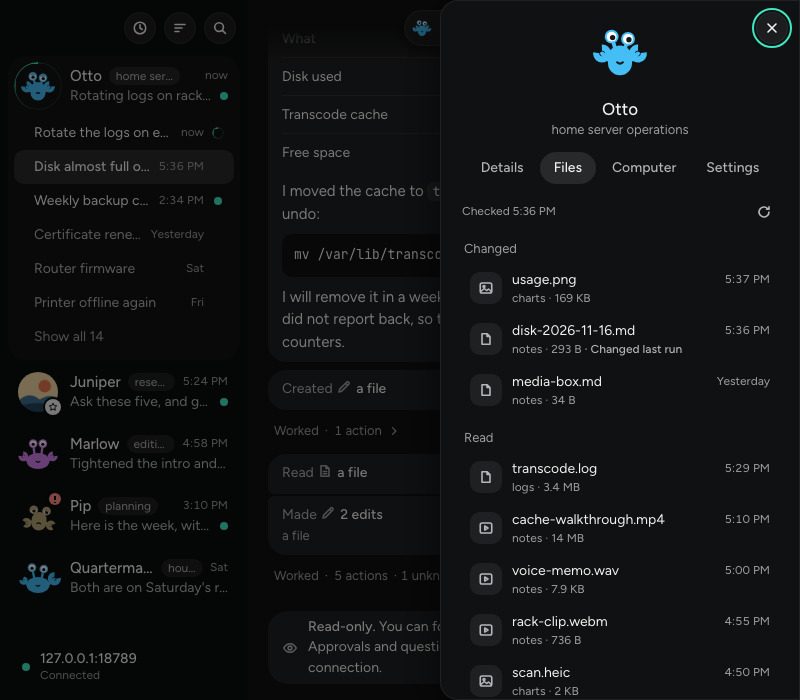 Otto home ser... now
Rotating logs on rack...
Rotate the logs on e... now
Disk almost full o... 5:36 PM
Weekly backup c... 2:34 PM
Certificate rene... Yesterday
Router firmware Sat
Printer offline again Fri
Show all 14
Juniper rese... 5:24 PM
Ask these five, and g...
Marlow editi... 4:58 PM
Tightened the intro and...
Pip planning 3:10 PM
Here is the week, wit...
Quarterma... hou... Sat
Both are on Saturday's r...
127.0.0.1:18789
Connected
What
Disk used
Transcode cache
Free space
I moved the cache to
undo:
mv /var/lib/transco
I will remove it in a week
did not report back, so t
counters.
Created a file
Worked · 1 action
Read a file
Made 2 edits
a file
Worked · 5 actions · 1 unkn
Read-only. You can fo
Approvals and questi
connection.
Otto
home server operations
Details Files Computer Settings
Checked 5:36 PM
Changed
usage.png 5:37 PM
charts · 169 KB
disk-2026-11-16.md 5:36 PM
notes · 293 B · Changed last run
media-box.md Yesterday
notes · 34 B
Read
transcode.log 5:29 PM
logs · 3.4 MB
cache-walkthrough.mp4 5:10 PM
notes · 14 MB
voice-memo.wav 5:00 PM
notes · 7.9 KB
rack-clip.webm 4:55 PM
notes · 736 B
scan.heic 4:50 PM
charts · 2 KB